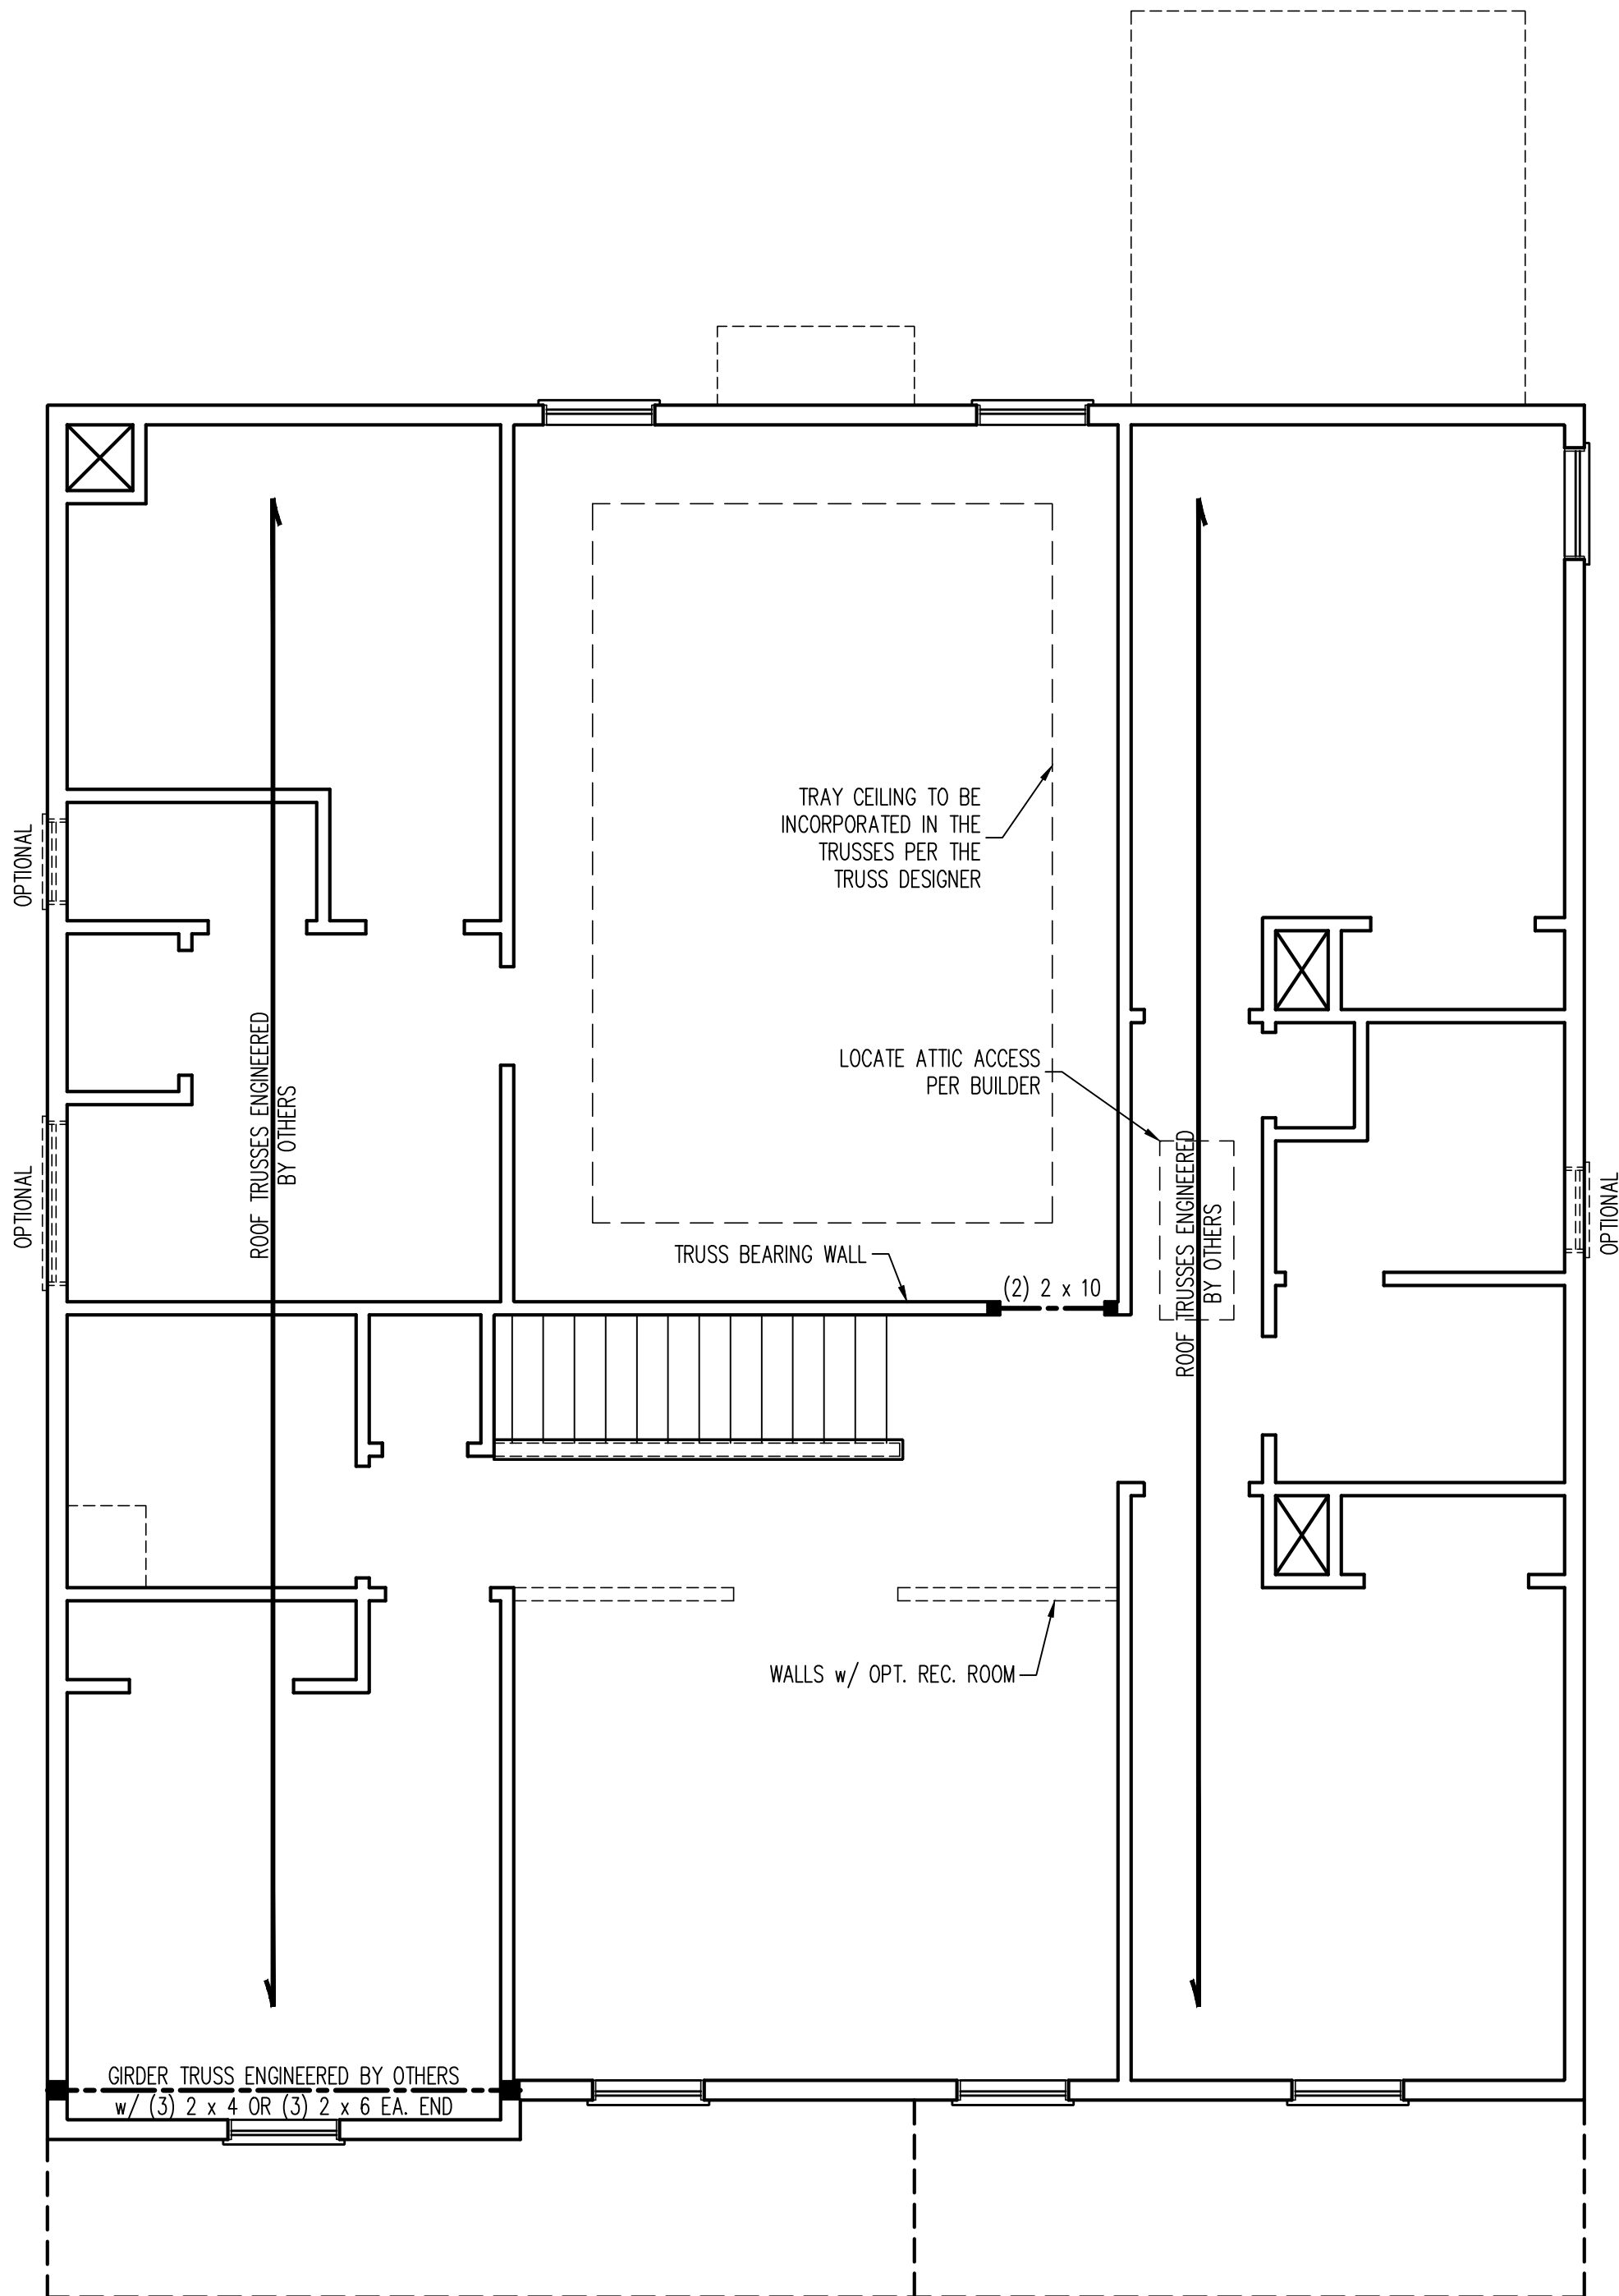 TRAY CEILING TO BE
INCORPORATED IN THE
TRUSSES PER THE
TRUSS DESIGNER
OPTIONAL
ROOF TRUSSES ENGINEERED
BY OTHERS
LOCATE ATTIC ACCESS
PER BUILDER
OPTIONAL
ROOF TRUSSES ENGINEERED
BY OTHERS
OPTIONAL
TRUSS BEARING WALL
(2) 2 x 10
WALLS w/ OPT. REC. ROOM
GIRDER TRUSS ENGINEERED BY OTHERS
w/ (3) 2 x 4 OR (3) 2 x 6 EA. END